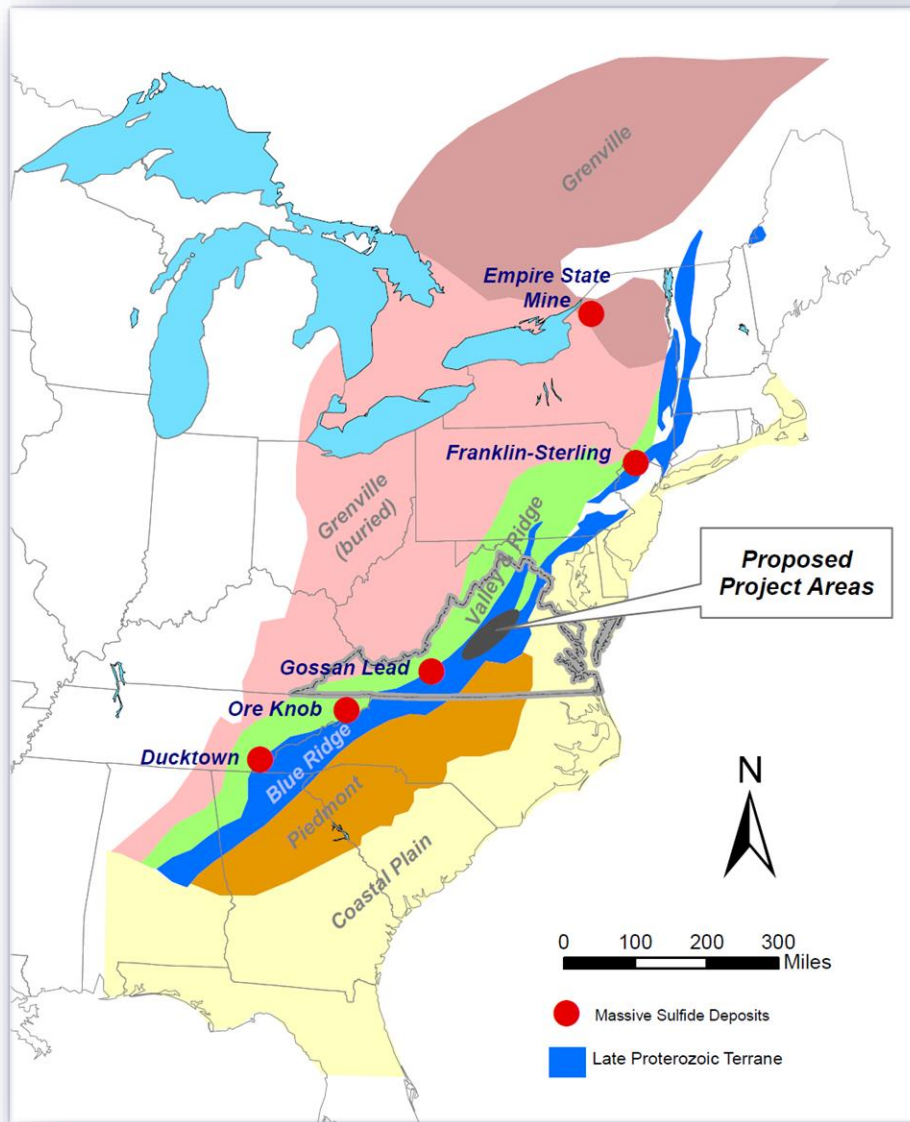 Grenville
Empire State
Mine
Franklin-Sterling
Grenville
(buried)
Valley & Ridge
Proposed
Project Areas
Gossan Lead
Ore Knob
Ducktown
Blue Ridge
Piedmont
Coastal Plain
N
0 100 200 300
Miles
Massive Sulfide Deposits
Late Proterozoic Terrane